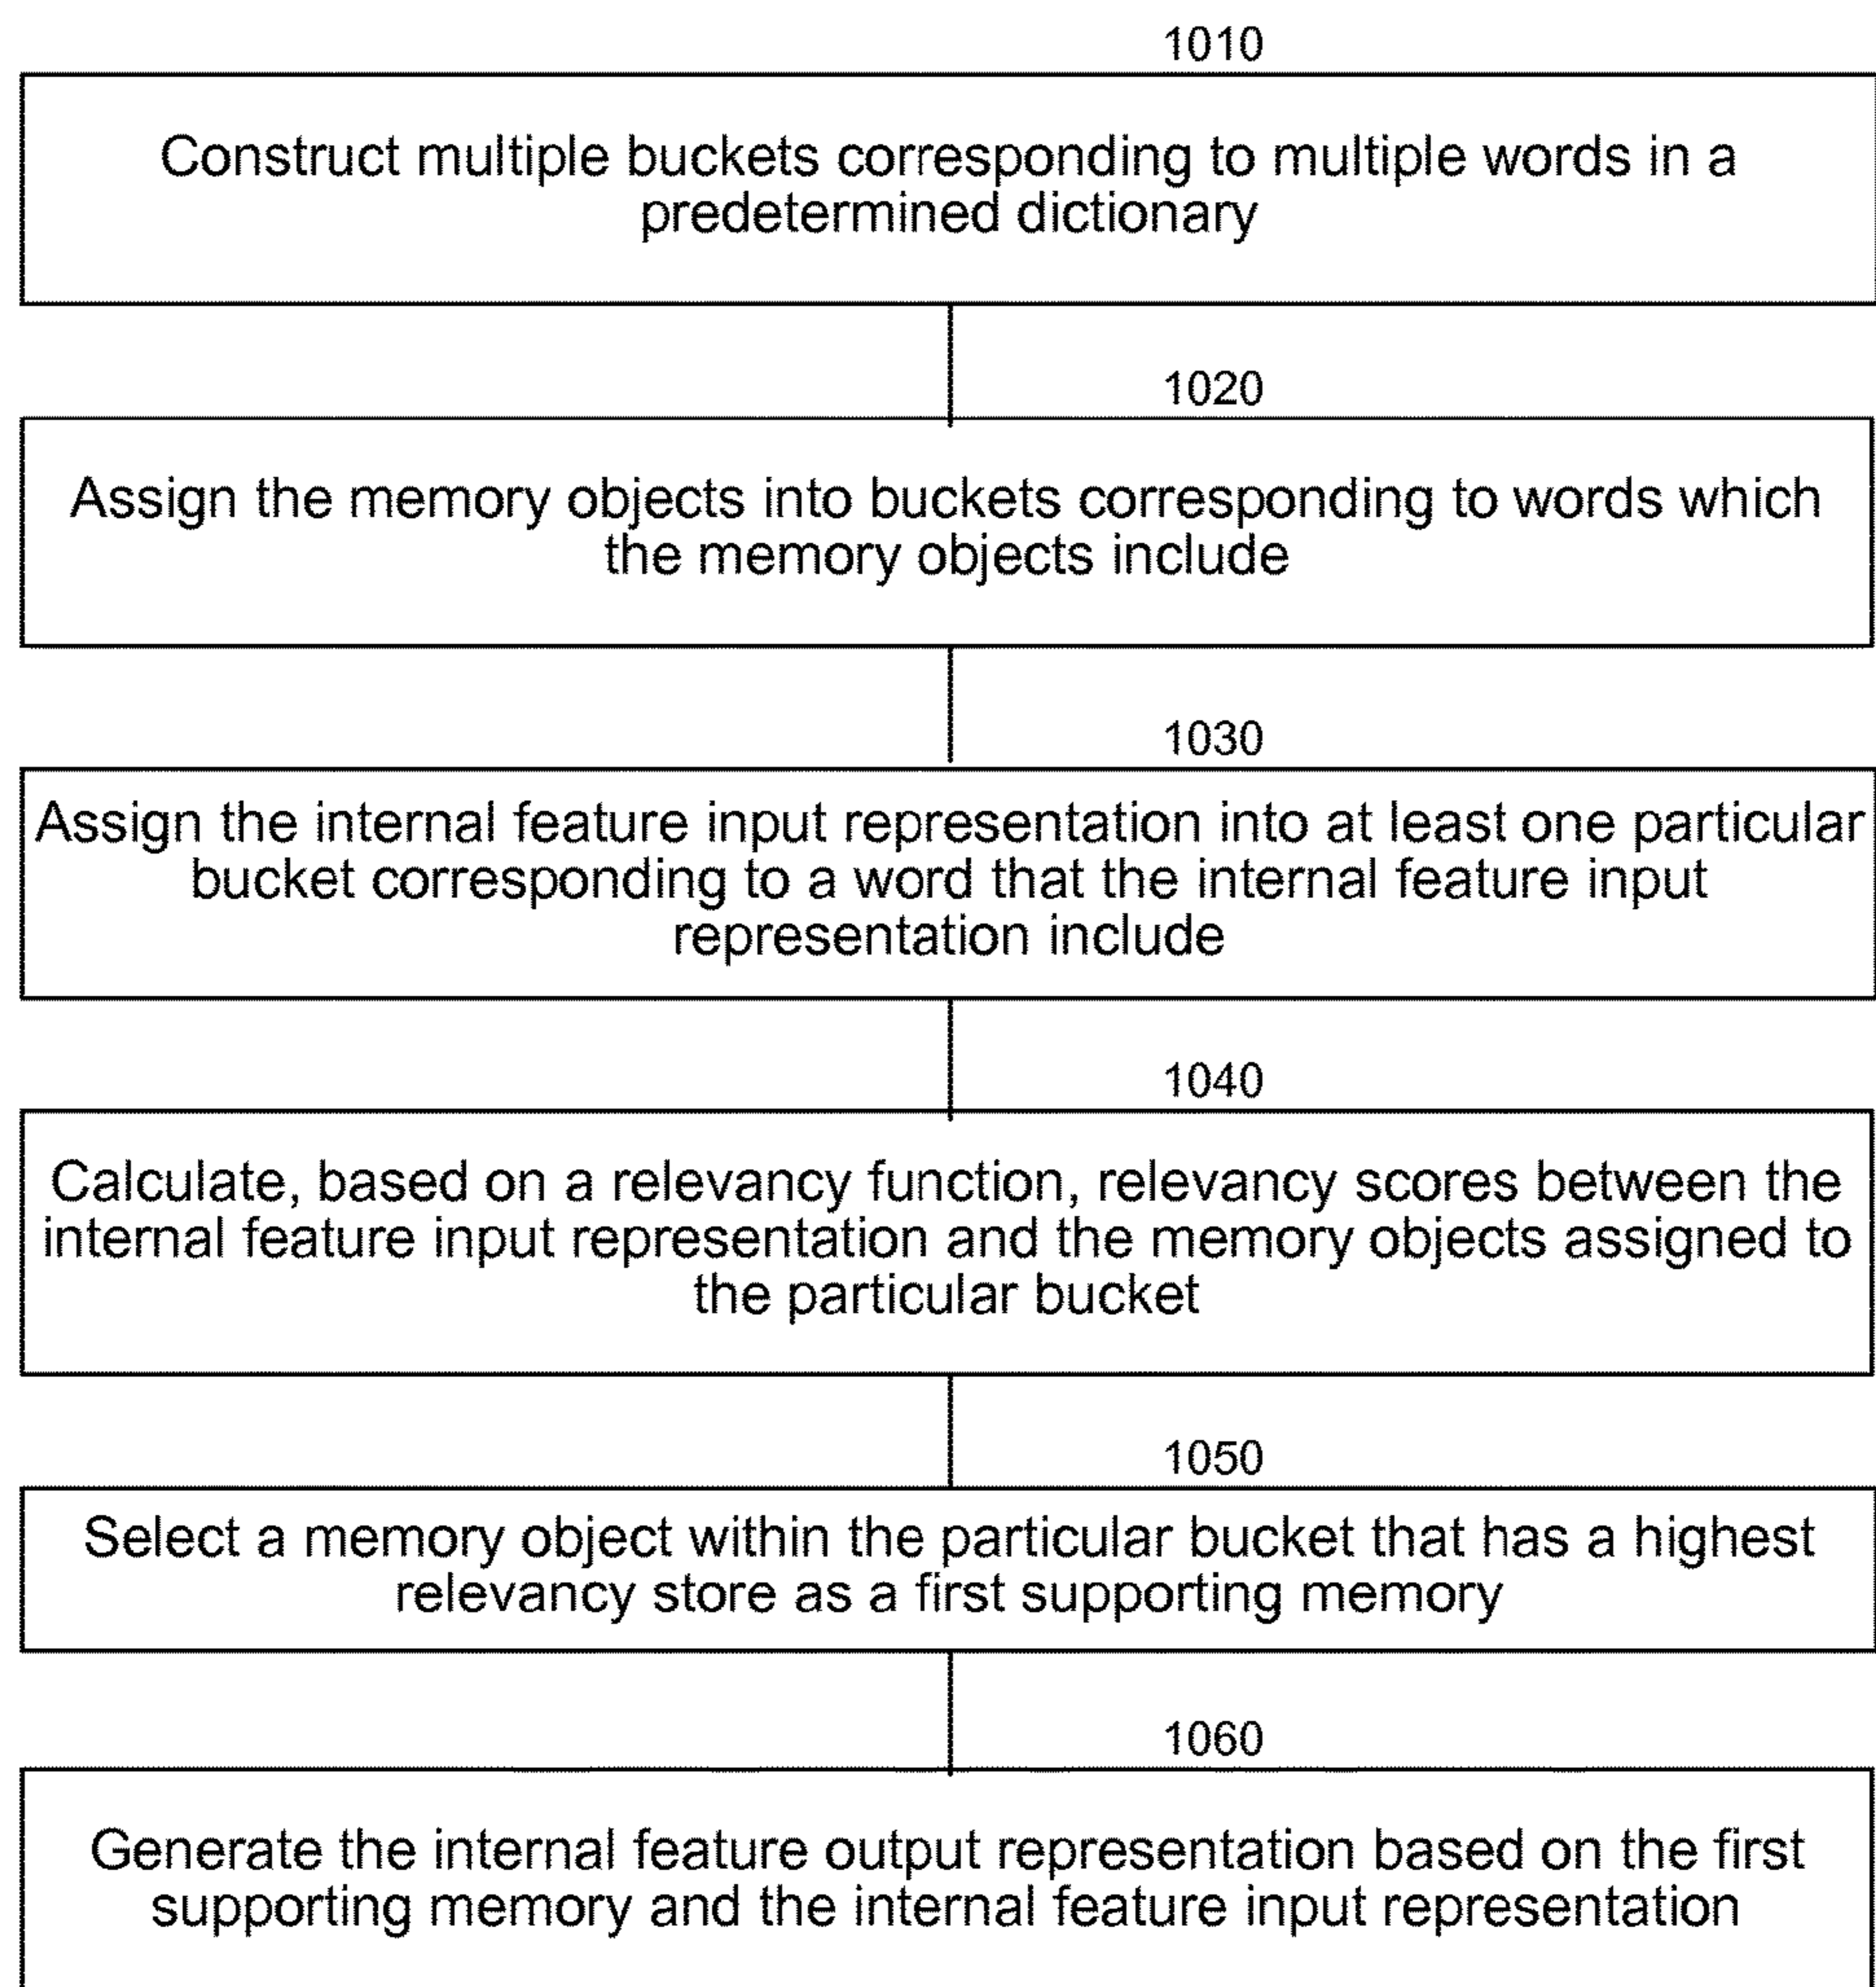 1010
Construct multiple buckets corresponding to multiple words in a
predetermined dictionary
1020
Assign the memory objects into buckets corresponding to words which
the memory objects include
1030
Assign the internal feature input representation into at least one particular
bucket corresponding to a word that the internal feature input
representation include
1040
Calculate, based on a relevancy function, relevancy scores between the
internal feature input representation and the memory objects assigned to
the particular bucket
1050
Select a memory object within the particular bucket that has a highest
relevancy store as a first supporting memory
1060
Generate the internal feature output representation based on the first
supporting memory and the internal feature input representation